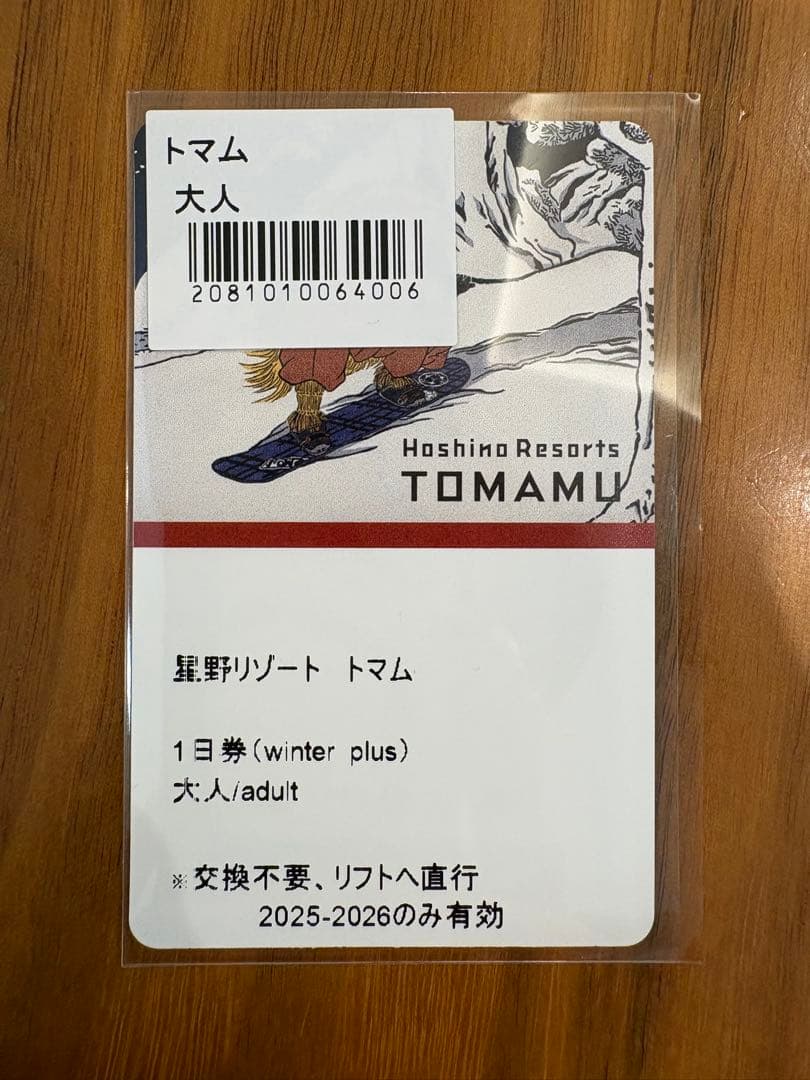 トマム
大人
2081010064006
Hoshino Resorts
TOMAMU
星野リゾート トマム
1日券(winter plus)
大人/adult
※交換不要、リフトへ直行
2025-2026のみ有効